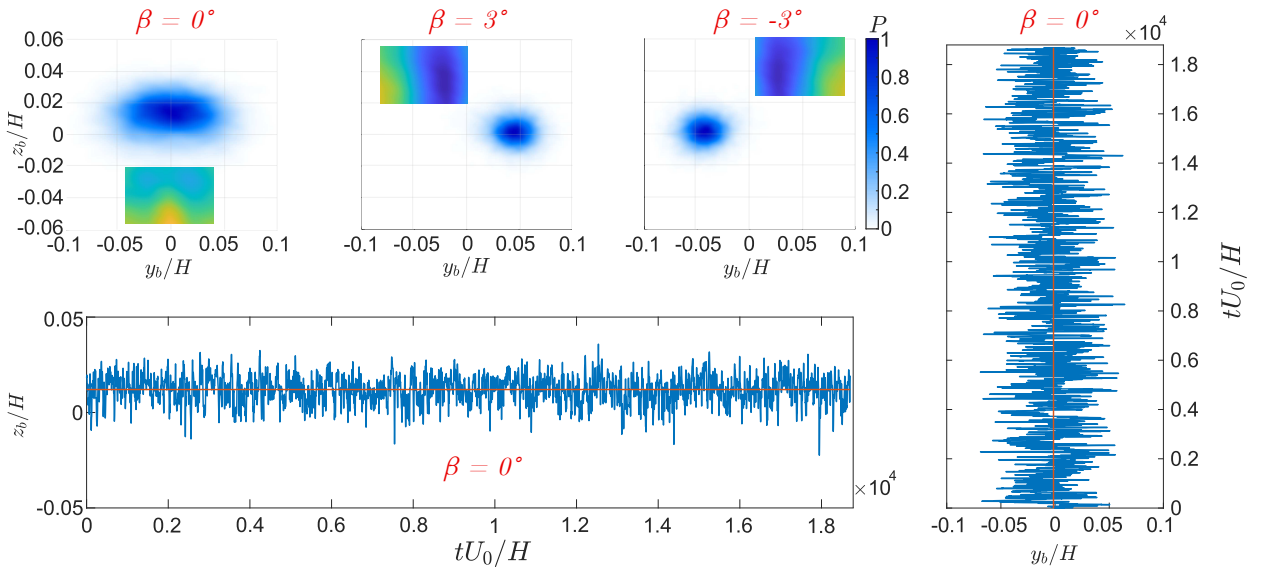 β = 0°
0.06
0.04
0.02
0
-0.02
-0.04
-0.06
z_b/H
-0.1 -0.05 0 0.05 0.1
y_b/H
β = 3°
-0.1 -0.05 0 0.05 0.1
y_b/H
β = -3°
-0.1 -0.05 0 0.05 0.1
y_b/H
P
1
0.8
0.6
0.4
0.2
0
0.05
0
-0.05
z_b/H
β = 0°
×10⁴
0 0.2 0.4 0.6 0.8 1 1.2 1.4 1.6 1.8
tU_0/H
β = 0°
×10⁴
1.8
1.6
1.4
1.2
1
0.8
0.6
0.4
0.2
0
tU_0/H
-0.1 -0.05 0 0.05 0.1
y_b/H